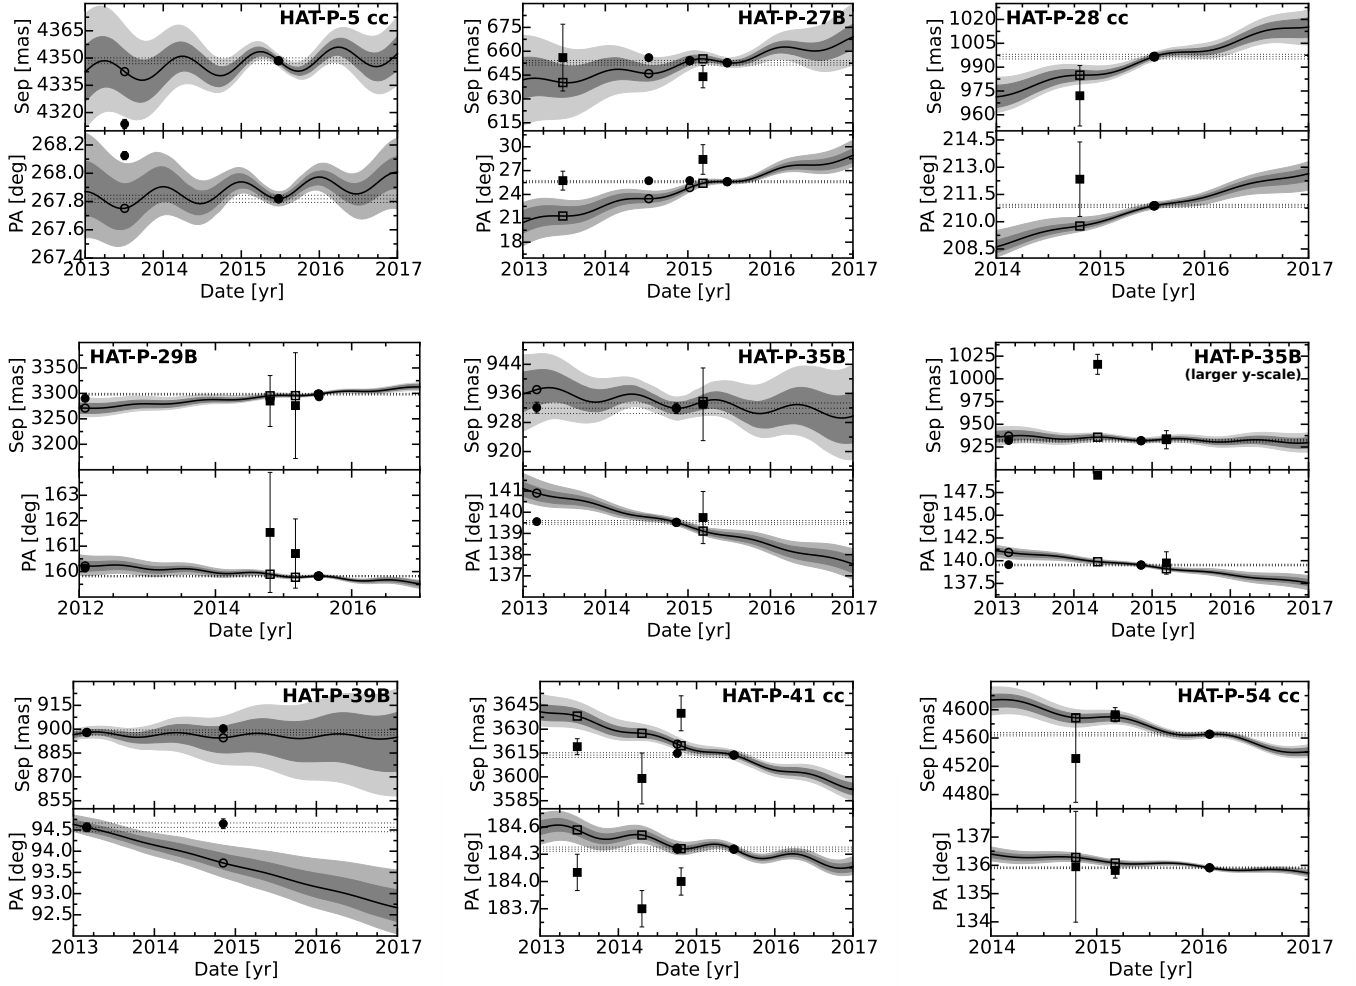 HAT-P-5 cc
Sep [mas]
4365
4350
4335
4320
PA [deg]
268.2
268.0
267.8
267.6
267.4
2013 2014 2015 2016 2017
Date [yr]
HAT-P-27B
Sep [mas]
675
660
645
630
615
PA [deg]
30
27
24
21
18
2013 2014 2015 2016 2017
Date [yr]
HAT-P-28 cc
Sep [mas]
1020
1005
990
975
960
PA [deg]
214.5
213.0
211.5
210.0
208.5
2014 2015 2016 2017
Date [yr]
HAT-P-29B
Sep [mas]
3350
3300
3250
3200
PA [deg]
163
162
161
160
2012 2014 2016
Date [yr]
HAT-P-35B
Sep [mas]
944
936
928
920
PA [deg]
141
140
139
138
137
2013 2014 2015 2016 2017
Date [yr]
HAT-P-35B
(larger y-scale)
Sep [mas]
1025
1000
975
950
925
PA [deg]
147.5
145.0
142.5
140.0
137.5
2013 2014 2015 2016 2017
Date [yr]
HAT-P-39B
Sep [mas]
915
900
885
870
855
PA [deg]
94.5
94.0
93.5
93.0
92.5
2013 2014 2015 2016 2017
Date [yr]
HAT-P-41 cc
Sep [mas]
3645
3630
3615
3600
3585
PA [deg]
184.6
184.3
184.0
183.7
2013 2014 2015 2016 2017
Date [yr]
HAT-P-54 cc
Sep [mas]
4600
4560
4520
4480
PA [deg]
137
136
135
134
2014 2015 2016 2017
Date [yr]